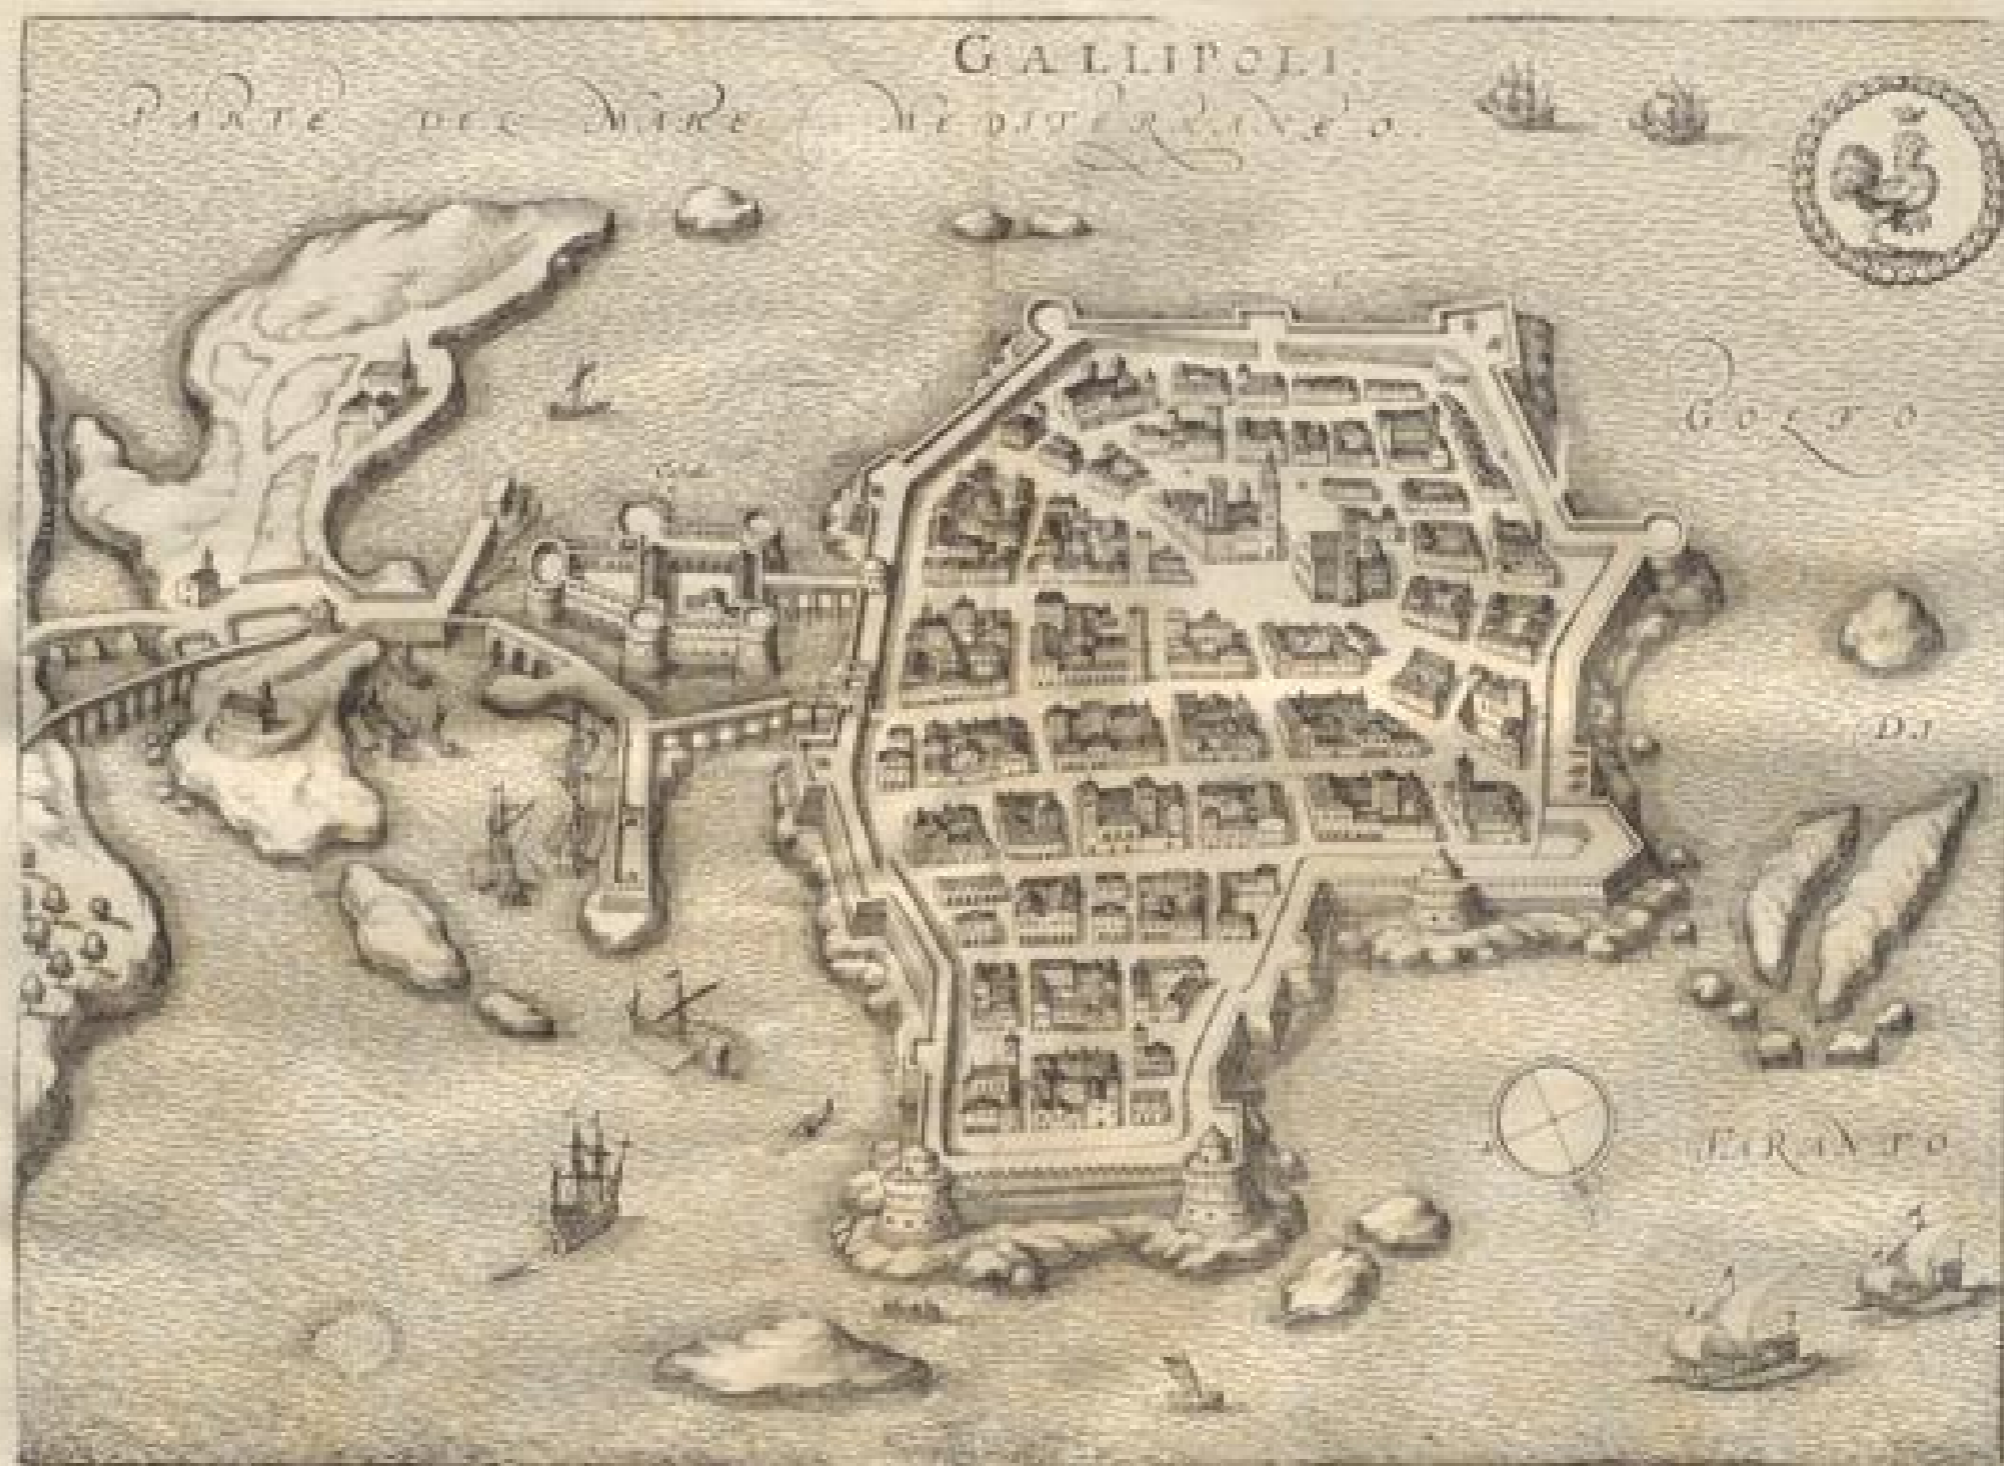 GALLIPOLI.
PARTE DEL MARE MEDITERRANEO.
GOLFO
DI
TARANTO